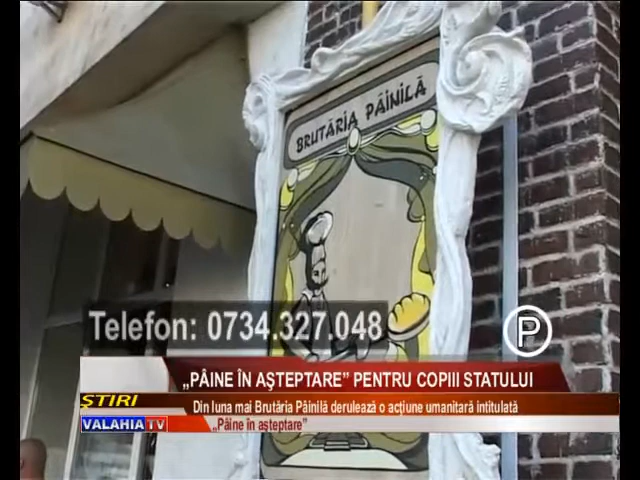 BRUTĂRIA PÂINILĂ
Telefon: 0734.327.048
P
„PÂINE ÎN AŞTEPTARE” PENTRU COPIII STATULUI
ŞTIRI
Din luna mai Brutăria Păinilă derulează o acţiune umanitară intitulată
VALAHIA TV
„Pâine în aşteptare”